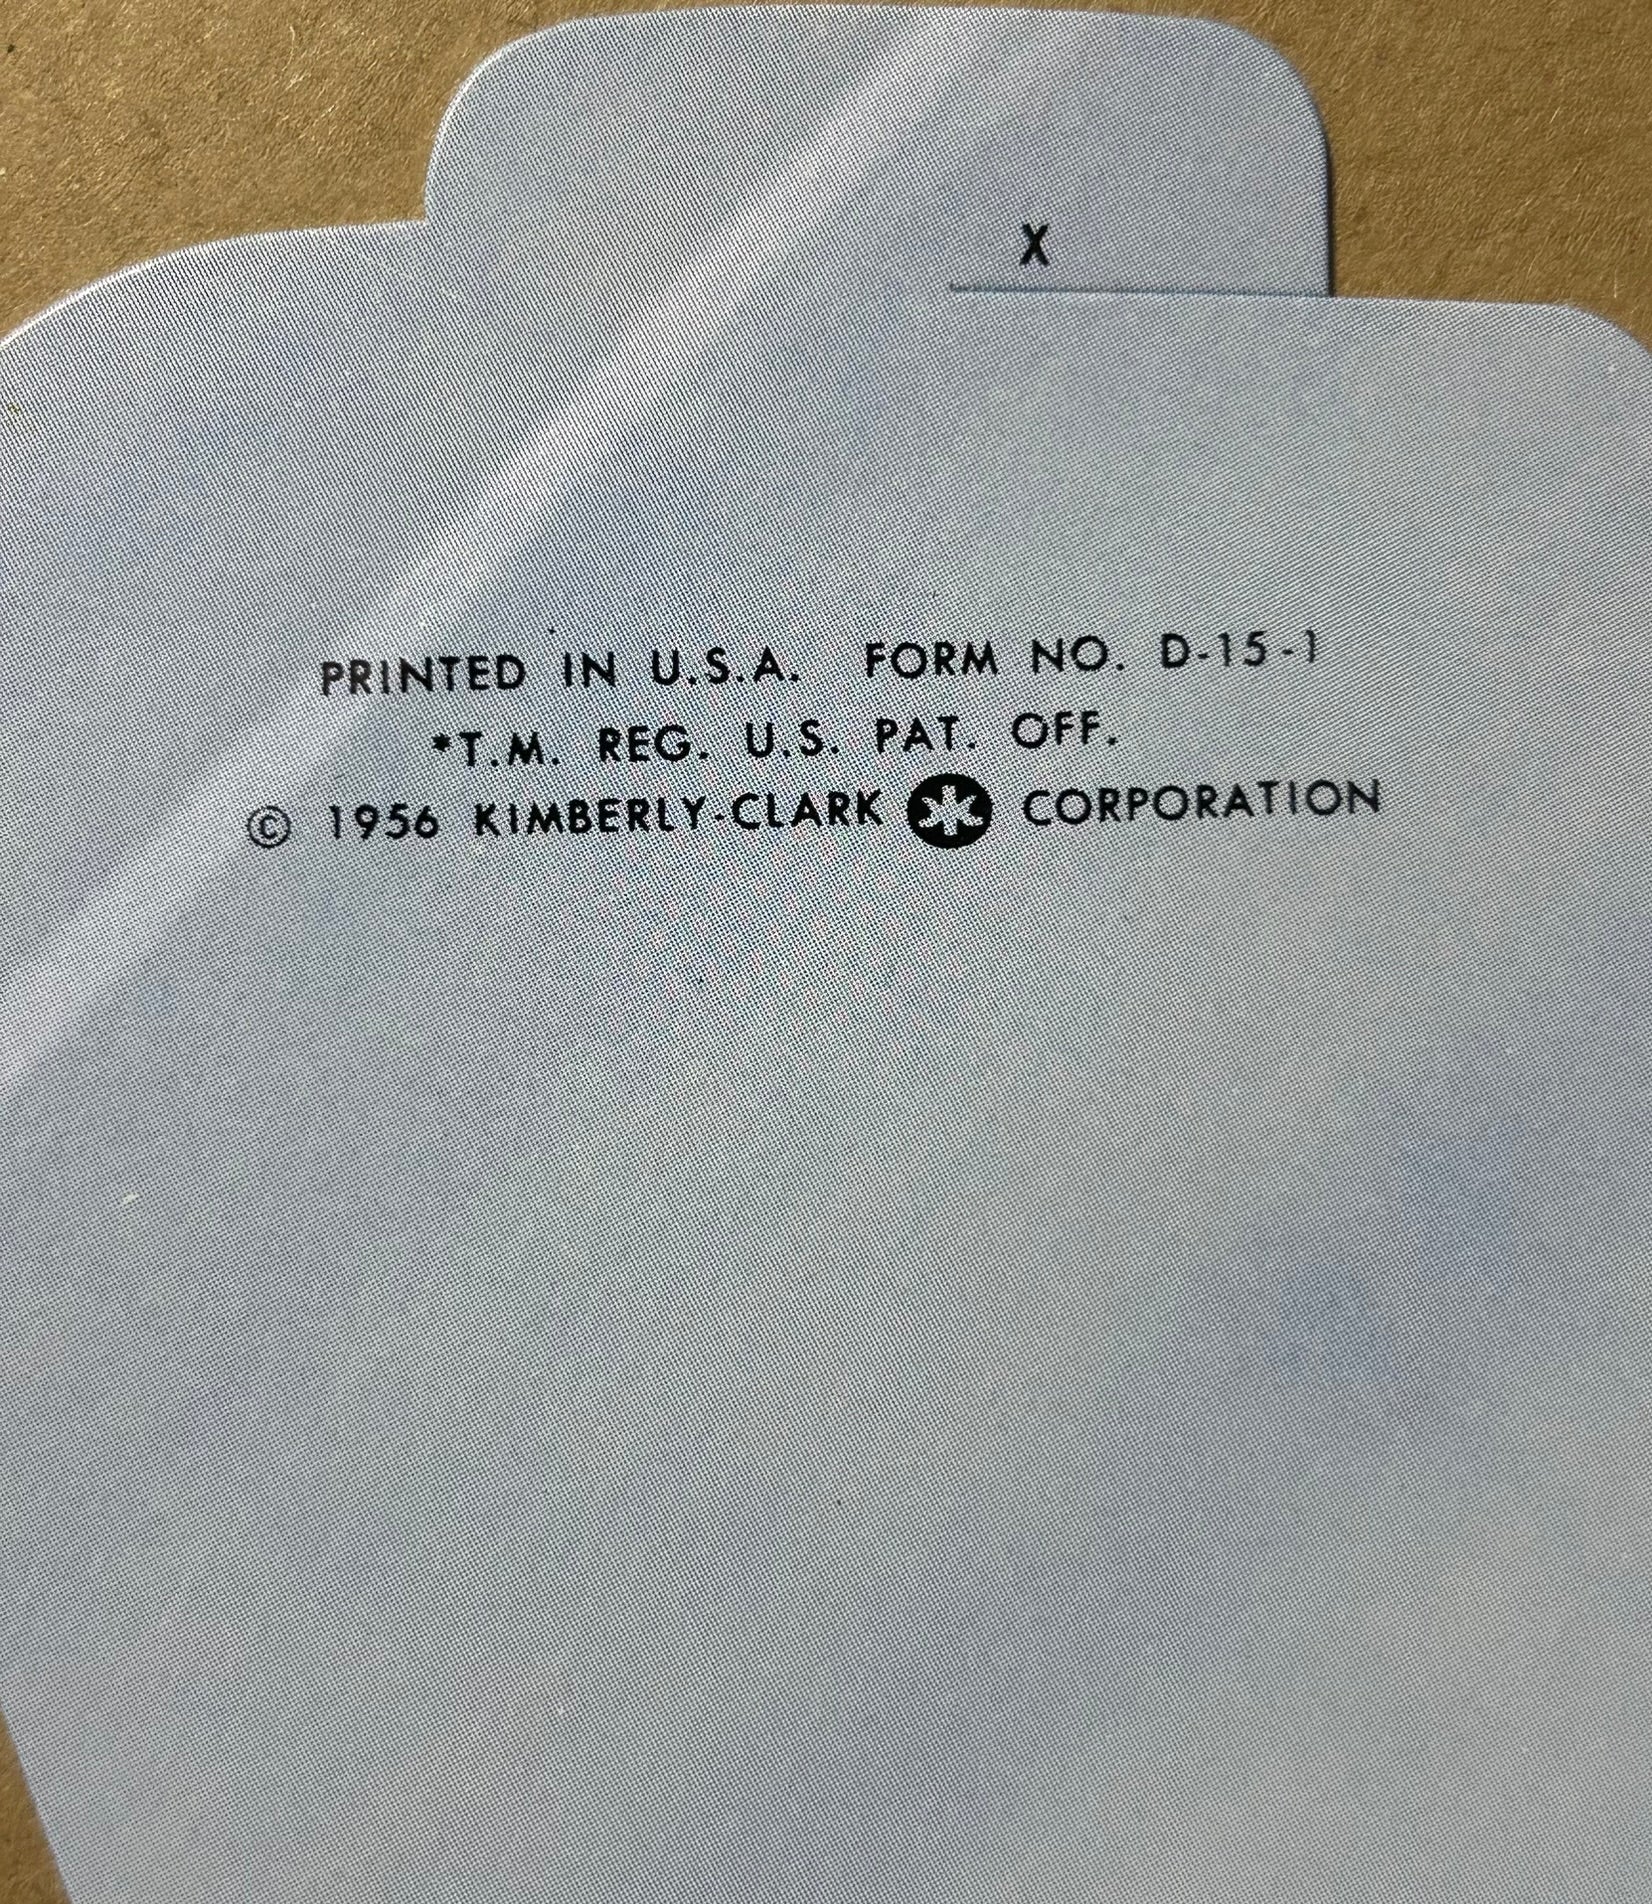 X
PRINTED IN U.S.A. FORM NO. D-15-1
*T.M. REG. U.S. PAT. OFF.
© 1956 KIMBERLY-CLARK CORPORATION